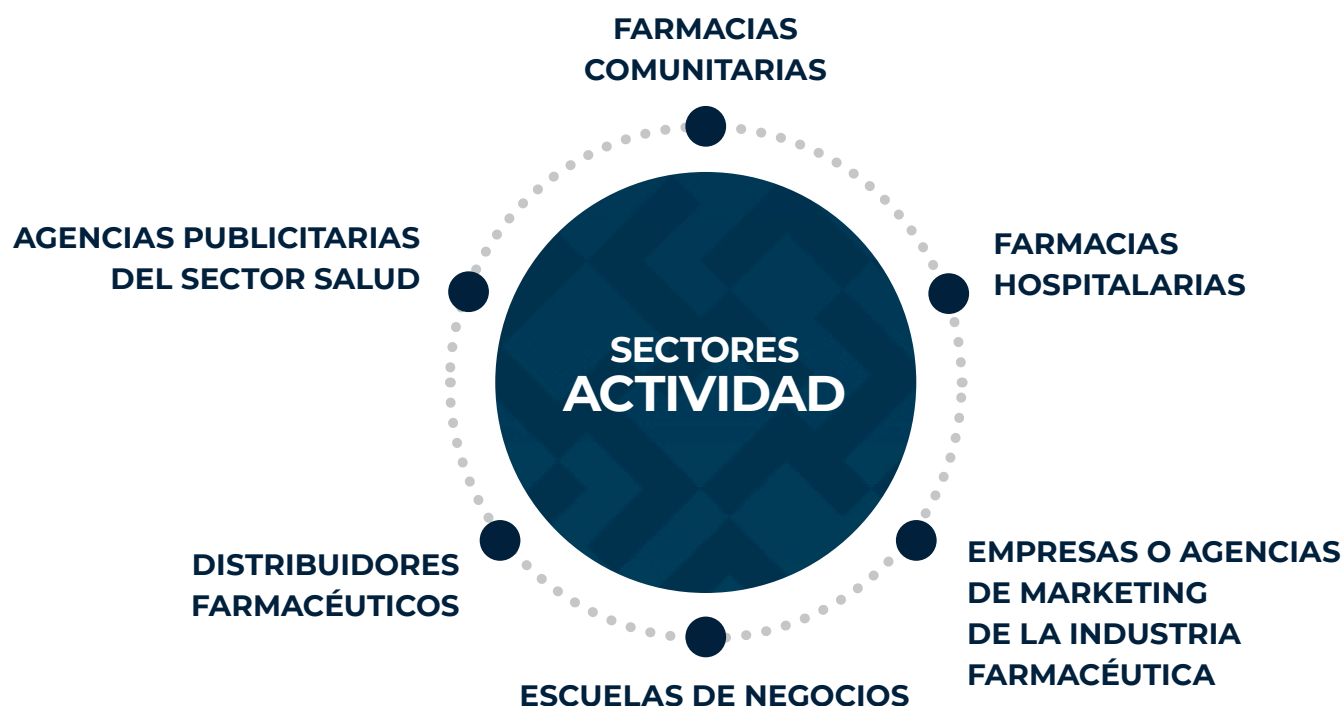 FARMACIAS
COMUNITARIAS
AGENCIAS PUBLICITARIAS
DEL SECTOR SALUD
FARMACIAS
HOSPITALARIAS
SECTORES
ACTIVIDAD
DISTRIBUIDORES
FARMACÉUTICOS
EMPRESAS O AGENCIAS
DE MARKETING
DE LA INDUSTRIA
FARMACÉUTICA
ESCUELAS DE NEGOCIOS